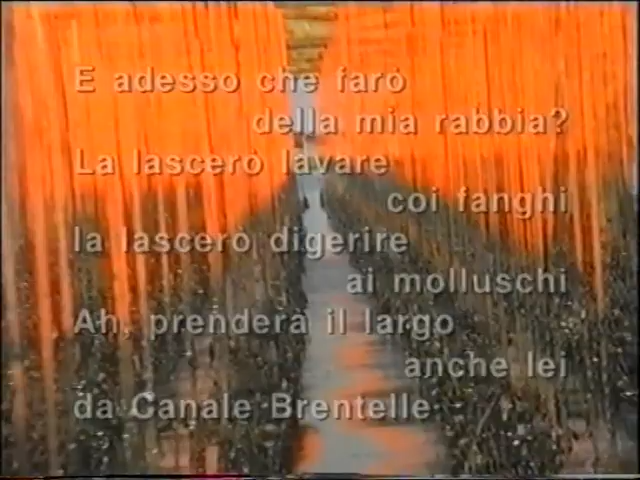 E adesso che farò
della mia rabbia?
La lascerò lavare
coi fanghi
la lascerò digerire
ai molluschi
Ah, prenderà il largo
anche lei
da Canale Brentelle